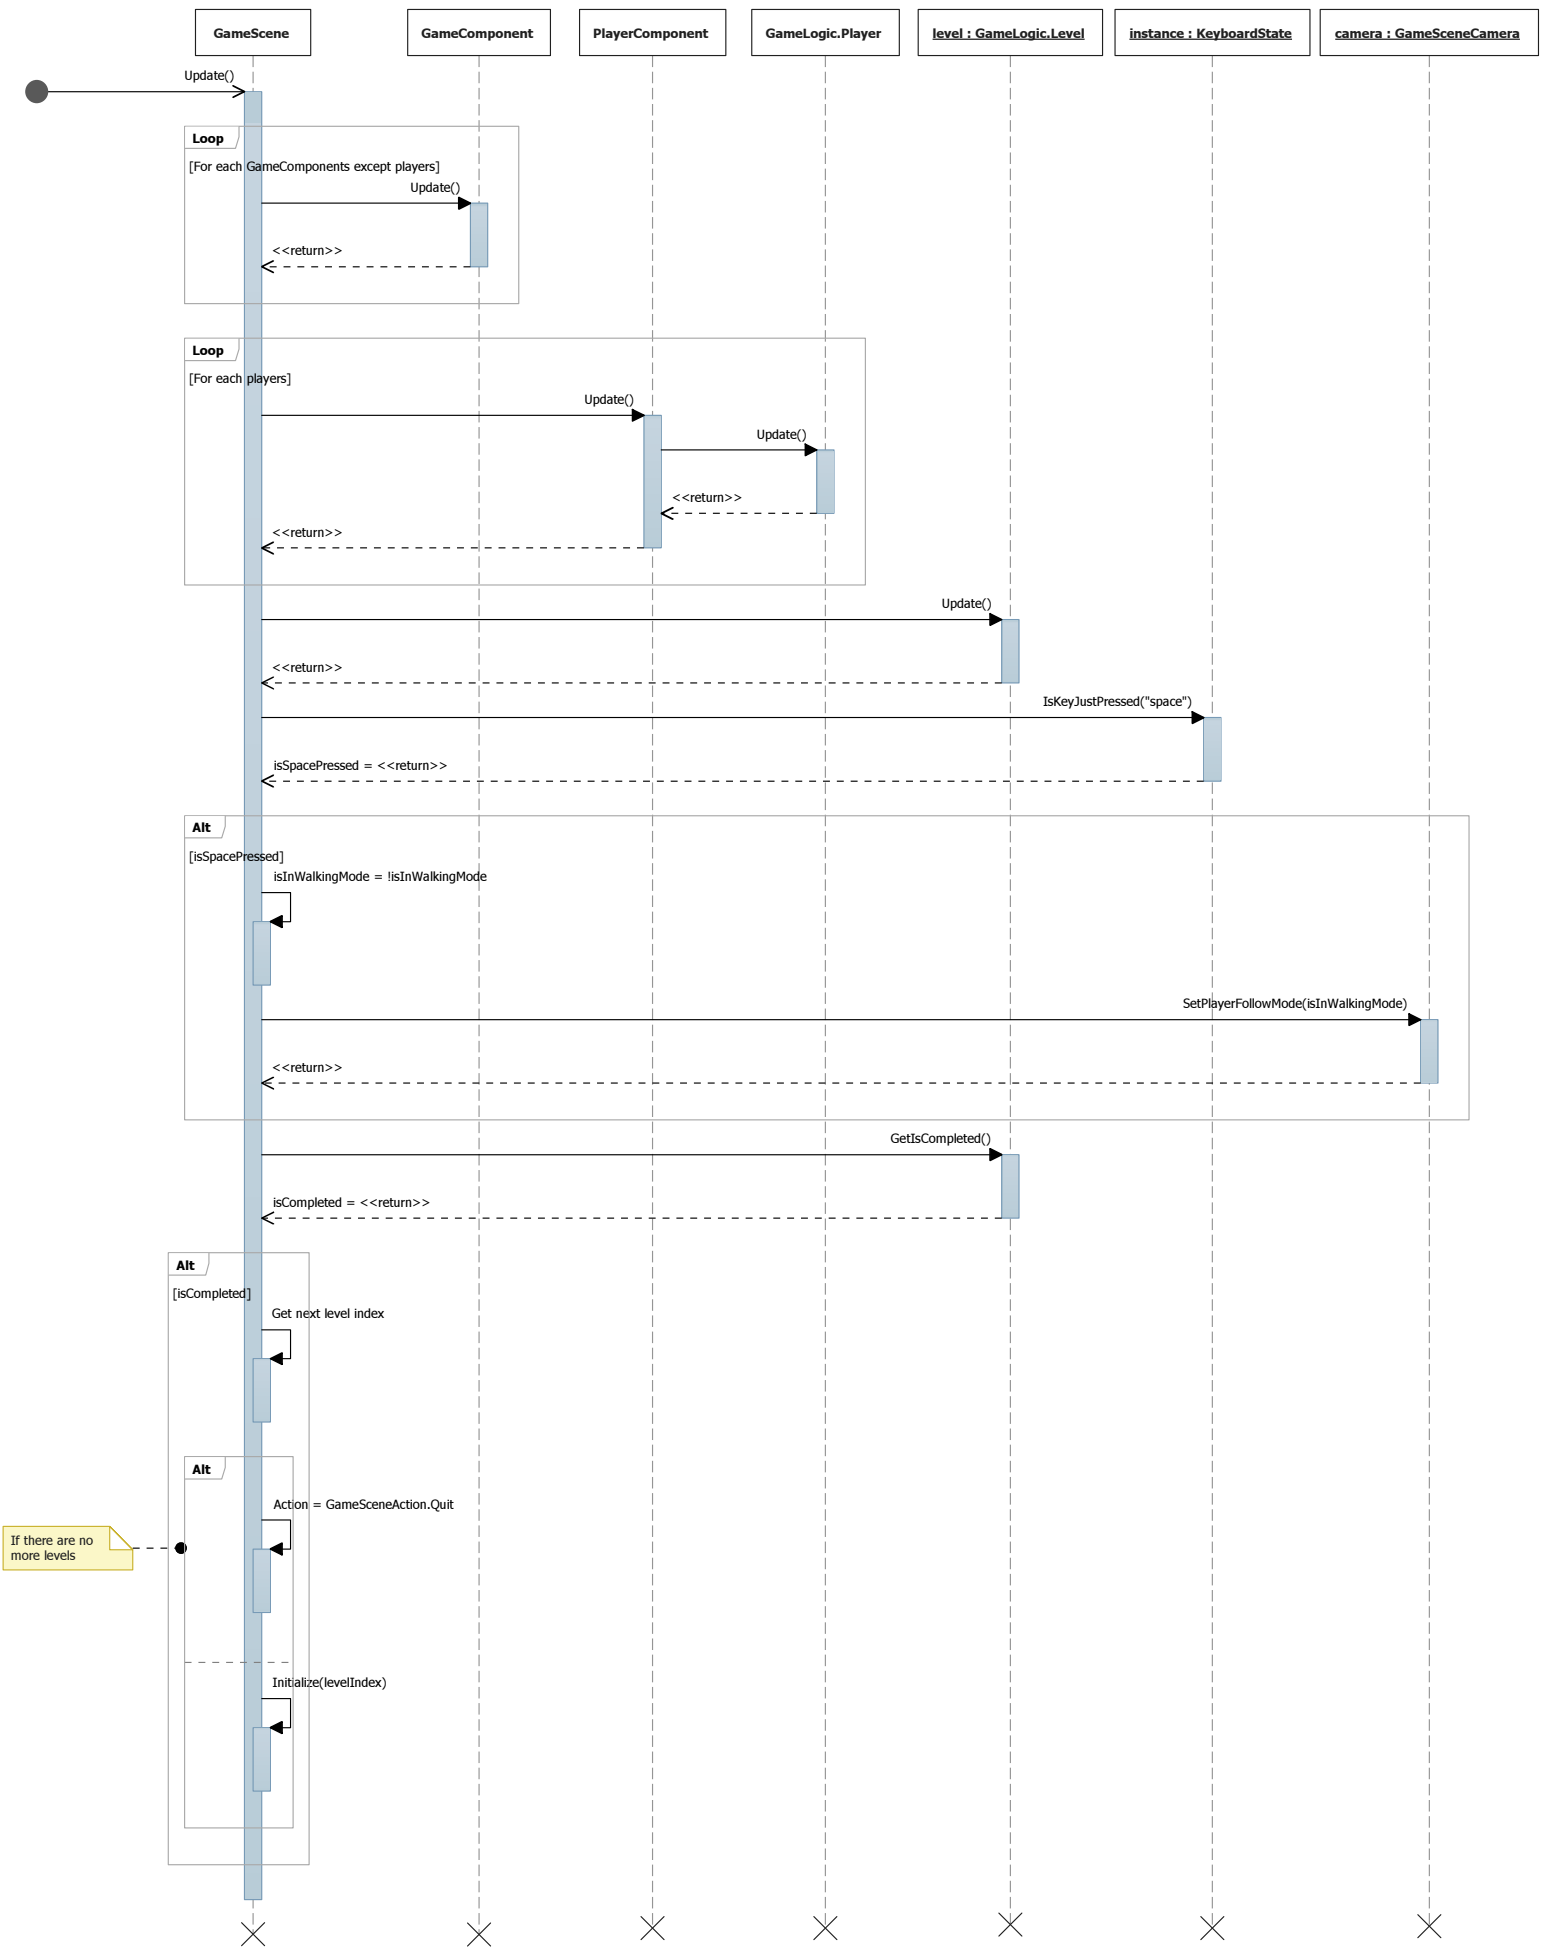 GameScene
GameComponent
PlayerComponent
GameLogic.Player
level : GameLogic.Level
instance : KeyboardState
camera : GameSceneCamera
Update()
Loop
[For each GameComponents except players]
Update()
<<return>>
Loop
[For each players]
Update()
Update()
<<return>>
<<return>>
Update()
<<return>>
IsKeyJustPressed("space")
isSpacePressed = <<return>>
Alt
[isSpacePressed]
isInWalkingMode = !isInWalkingMode
SetPlayerFollowMode(isInWalkingMode)
<<return>>
GetIsCompleted()
isCompleted = <<return>>
Alt
[isCompleted]
Get next level index
Alt
Action = GameSceneAction.Quit
If there are no
more levels
Initialize(levelIndex)